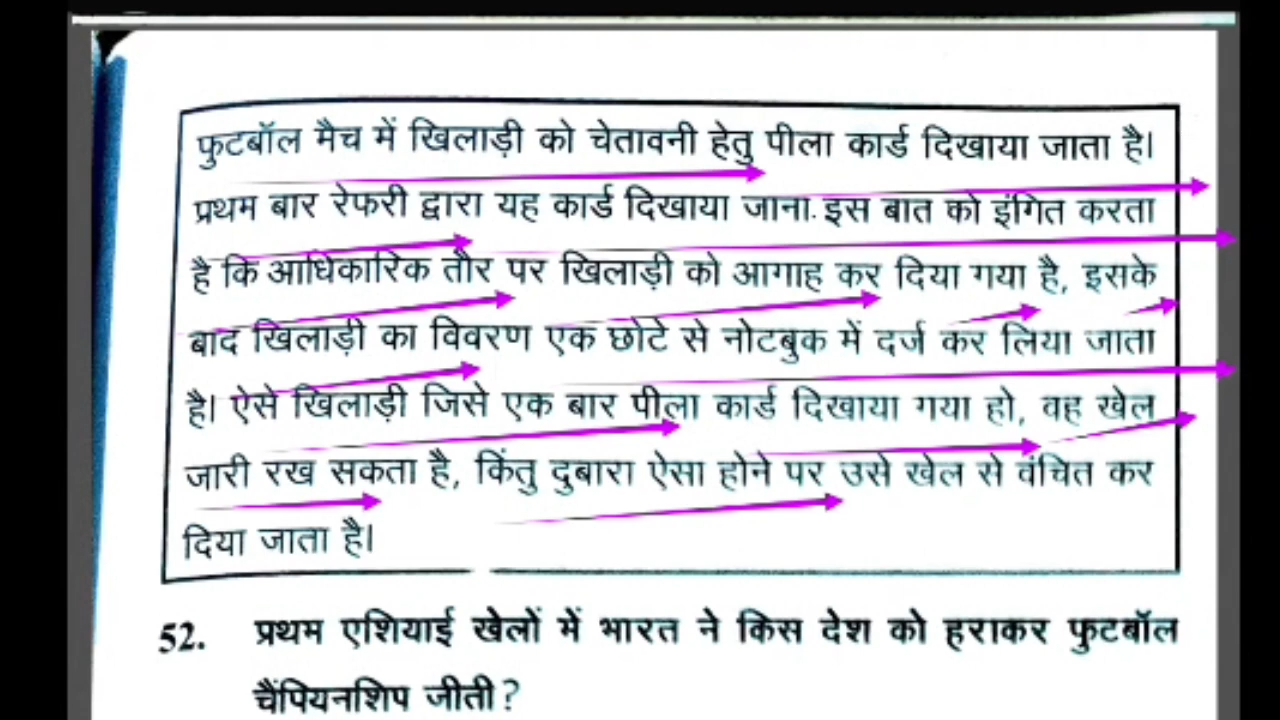 फुटबॉल मैच में खिलाड़ी को चेतावनी हेतु पीला कार्ड दिखाया जाता है।
प्रथम बार रेफरी द्वारा यह कार्ड दिखाया जाना इस बात को इंगित करता
है कि आधिकारिक तौर पर खिलाड़ी को आगाह कर दिया गया है, इसके
बाद खिलाड़ी का विवरण एक छोटे से नोटबुक में दर्ज कर लिया जाता
है। ऐसे खिलाड़ी जिसे एक बार पीला कार्ड दिखाया गया हो, वह खेल
जारी रख सकता है, किंतु दुबारा ऐसा होने पर उसे खेल से वंचित कर
दिया जाता है।
52. प्रथम एशियाई खेलों में भारत ने किस देश को हराकर फुटबॉल
चैंपियनशिप जीती?